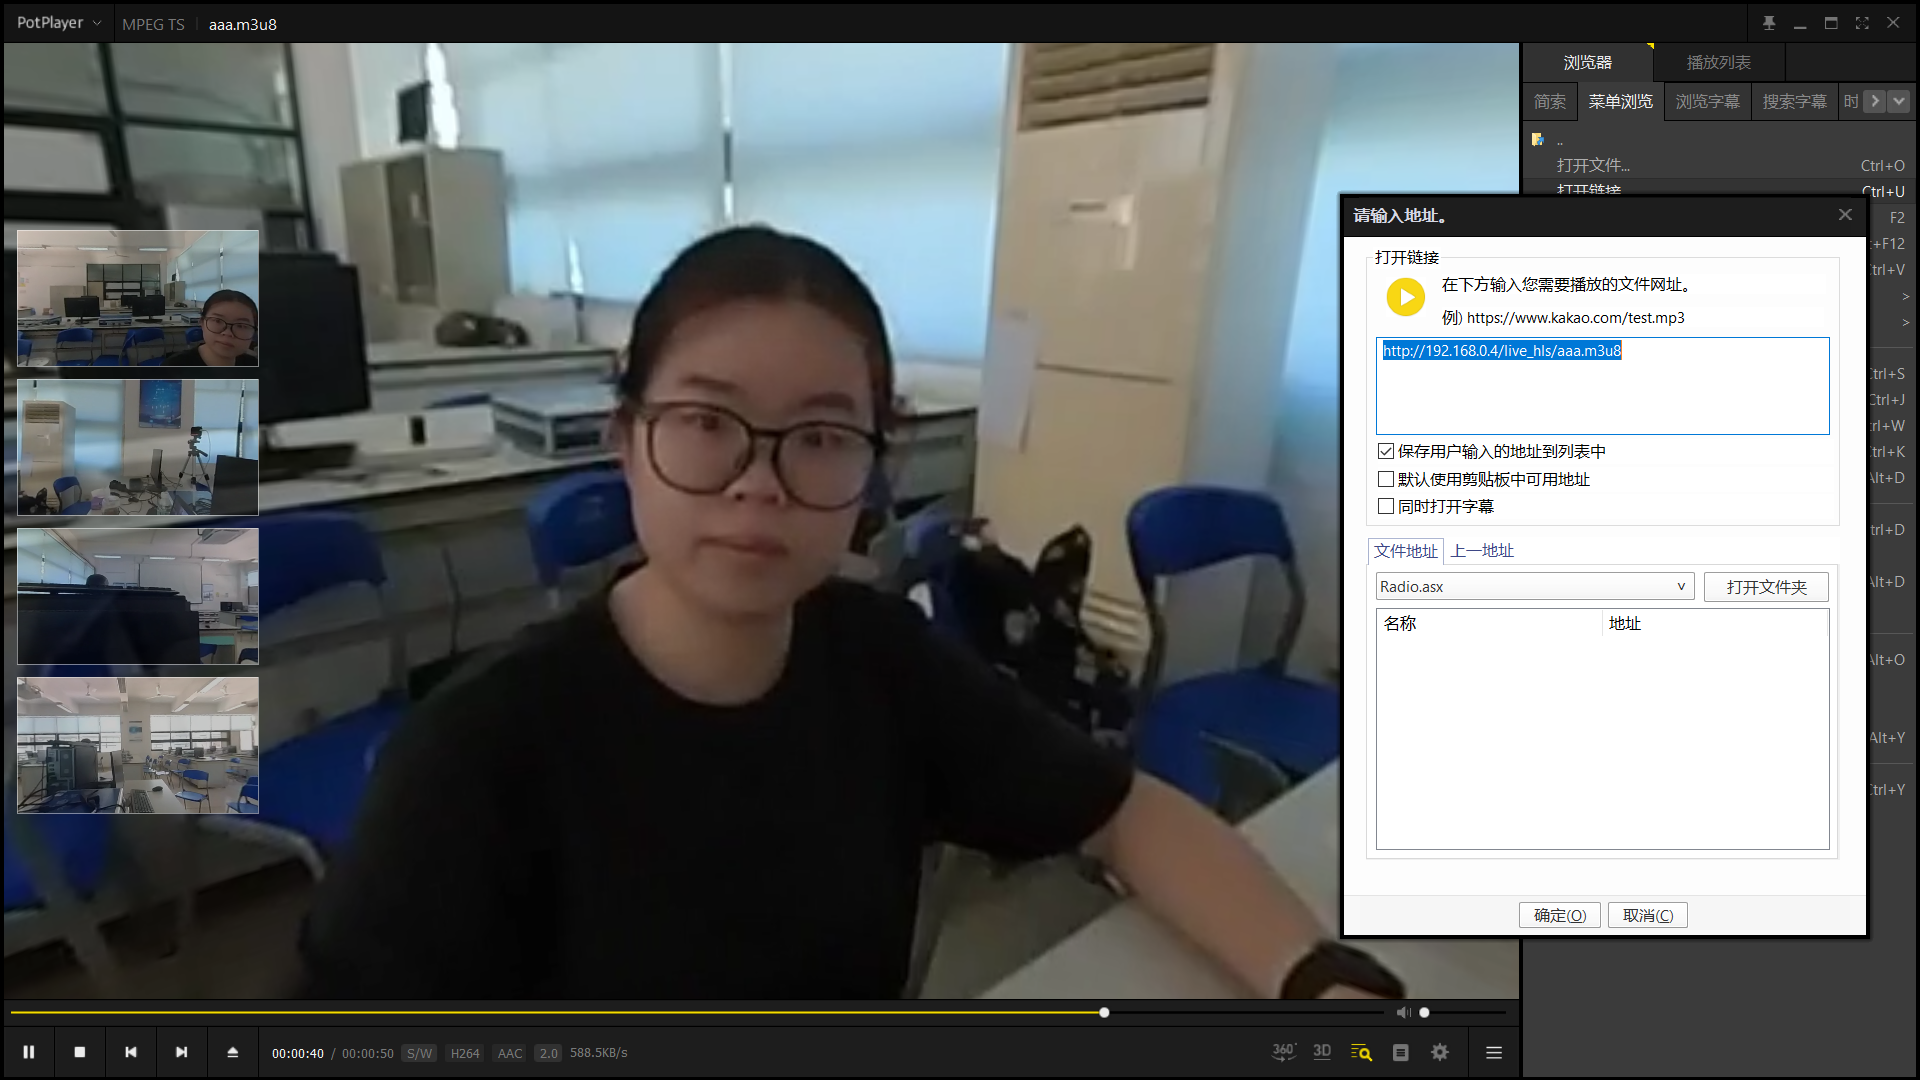 PotPlayer
MPEG TS
aaa.m3u8
浏览器
播放列表
简索
菜单浏览
浏览字幕
搜索字幕
时
..
打开文件...
Ctrl+O
打开链接
Ctrl+U
F2
+F12
trl+V
>
>
trl+S
Ctrl+J
rl+W
trl+K
Alt+D
trl+D
Alt+D
Alt+O
Alt+Y
Ctrl+Y
请输入地址。
打开链接
在下方输入您需要播放的文件网址。
例) https://www.kakao.com/test.mp3
http://192.168.0.4/live_hls/aaa.m3u8
保存用户输入的地址到列表中
默认使用剪贴板中可用地址
同时打开字幕
文件地址
上一地址
Radio.asx
打开文件夹
名称
地址
确定(O)
取消(C)
00:00:40 / 00:00:50
S/W
H264
AAC
2.0
588.5KB/s
360°
3D